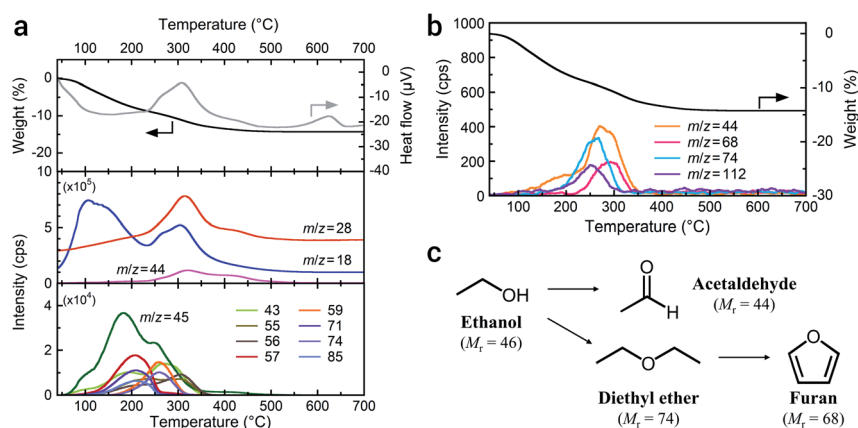 a
Temperature (°C)
100 200 300 400 500 600 700
0
-5
-10
-15
10
Weight (%)
0
-10
-20
-30
-40
Heat flow (μV)
(x10⁵)
5
0
m/z=28
m/z=18
m/z=44
Intensity (cps)
(x10⁴)
4
2
0
m/z=45
43 59
55 71
56 74
57 85
100 200 300 400 500 600 700
Temperature (°C)
b
1000
900
800
600
400
200
0
Intensity (cps)
0
-10
-20
-30
Weight (%)
m/z=44
m/z=68
m/z=74
m/z=112
100 200 300 400 500 600 700
Temperature (°C)
c
OH
Ethanol
(Mr = 46)
O
H
Acetaldehyde
(Mr = 44)
O
Diethyl ether
(Mr = 74)
O
Furan
(Mr = 68)